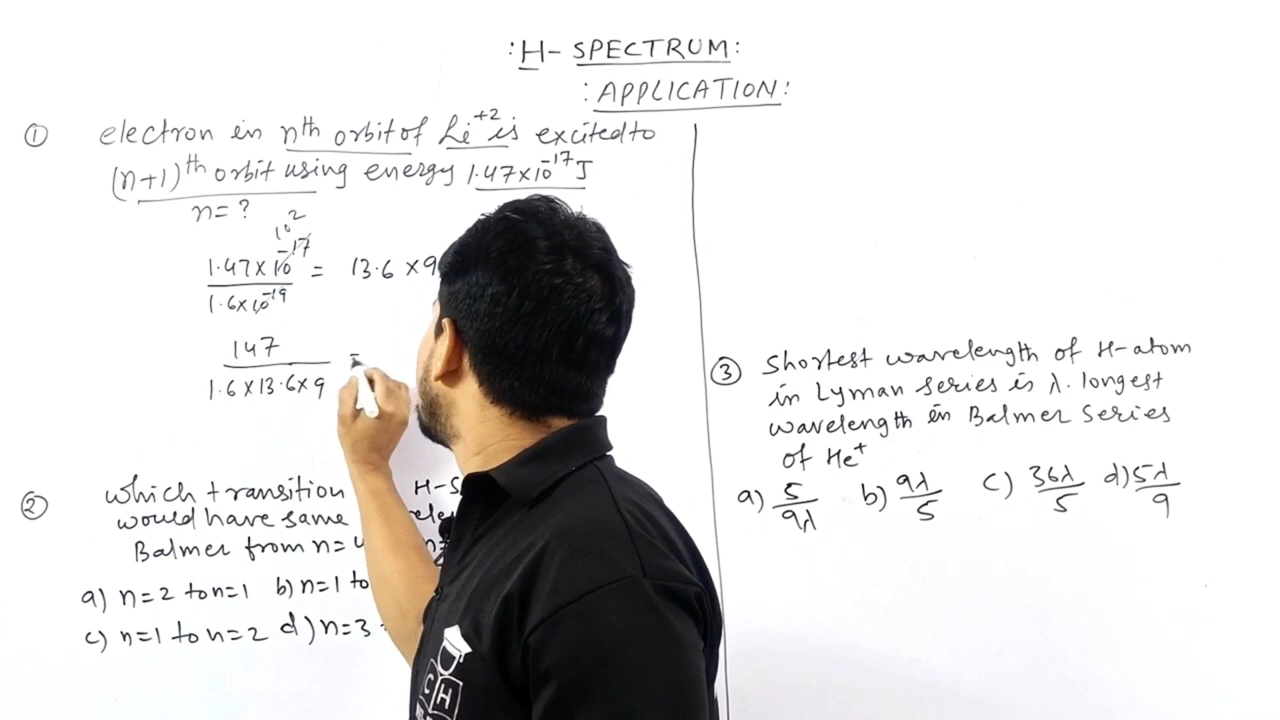 :H- SPECTRUM:
:APPLICATION:
① electron in nth orbit of Li+2 is excited to
(n+1)th orbit using energy 1.47×10-17 J
n=?
10²
1.47×10-17 / 1.6×10-19 = 13.6 ×9
147 / 1.6×13.6×9 =
② which transition H-S
would have same
Balmer from n=
a) n=2 to n=1 b) n=1 to
c) n=1 to n=2 d) n=3
③ Shortest wavelength of H-atom
in Lyman series is λ. longest
wavelength in Balmer series
of He+
a) 5/9λ b) 9λ/5 c) 36λ/5 d) 5λ/9
CH